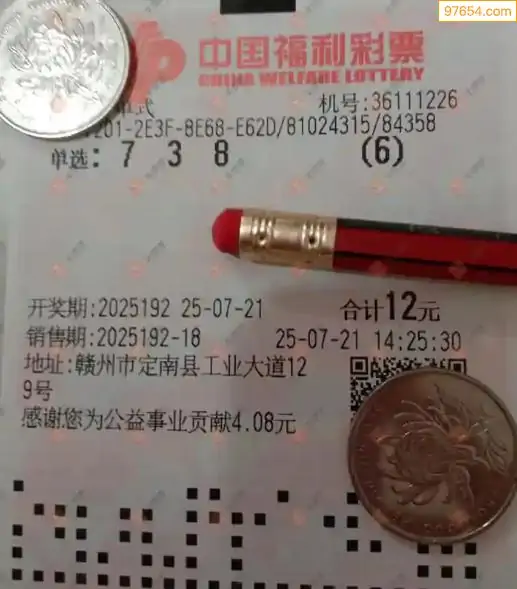 97654.com
中国福利彩票
CHINA WELFARE LOTTERY
单式 机号:36111226
201-2E3F-8E68-E62D/81024315/84358
单选: 7 3 8 (6)
开奖期:2025192 25-07-21 合计12元
销售期:2025192-18 25-07-21 14:25:30
地址:赣州市定南县工业大道12
9号
感谢您为公益事业贡献4.08元